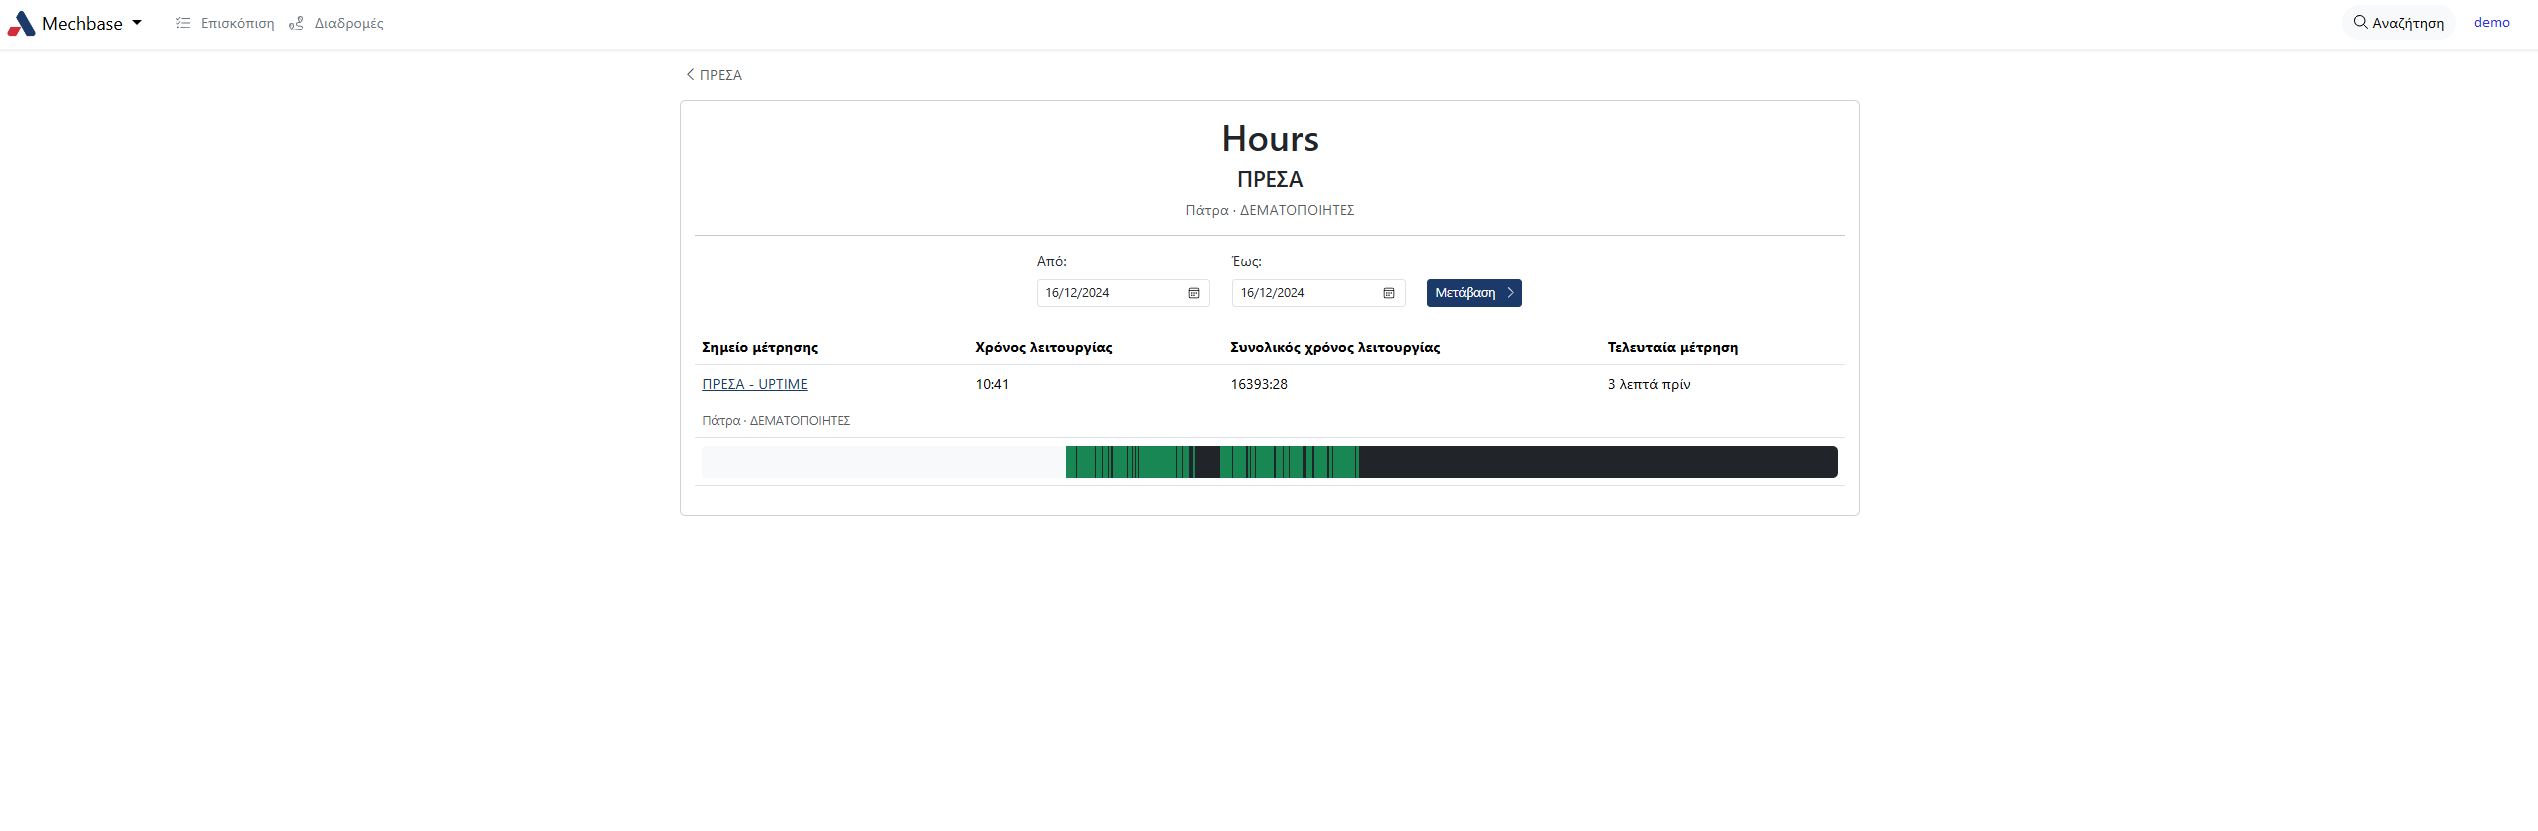 Mechbase Επισκόπιση Διαδρομές Αναζήτηση demo
ΠΡΕΣΑ
Hours
ΠΡΕΣΑ
Πάτρα · ΔΕΜΑΤΟΠΟΙΗΤΕΣ
Από: Έως:
16/12/2024 16/12/2024 Μετάβαση
Σημείο μέτρησης Χρόνος λειτουργίας Συνολικός χρόνος λειτουργίας Τελευταία μέτρηση
ΠΡΕΣΑ - UPTIME 10:41 16393:28 3 λεπτά πρίν
Πάτρα · ΔΕΜΑΤΟΠΟΙΗΤΕΣ